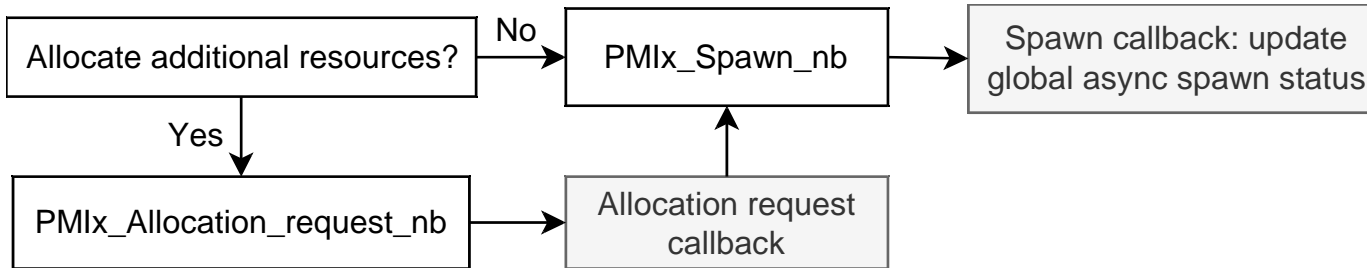 Allocate additional resources?
No
PMIx_Spawn_nb
Spawn callback: update
global async spawn status
Yes
PMIx_Allocation_request_nb
Allocation request
callback